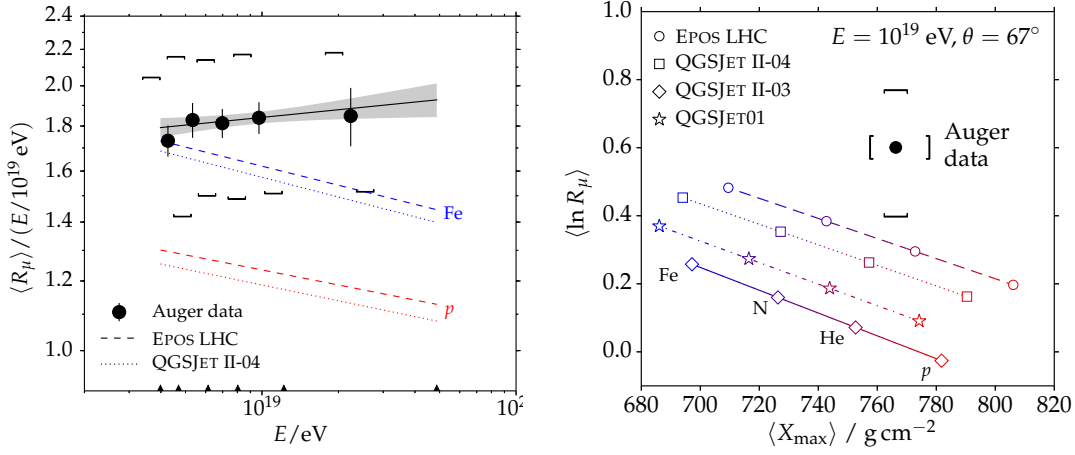 ⟨R_μ⟩/(E/10^19 eV)
2.4
2.2
2.0
1.8
1.6
1.4
1.2
1.0
Fe
p
Auger data
EPOS LHC
QGSJET II-04
10^19
10^2
E/eV
⟨ln R_μ⟩
1.0
0.8
0.6
0.4
0.2
0.0
EPOS LHC
QGSJET II-04
QGSJET II-03
QGSJET01
E = 10^19 eV, θ = 67°
Auger
data
Fe
N
He
p
680 700 720 740 760 780 800 820
⟨X_max⟩ / g cm^−2